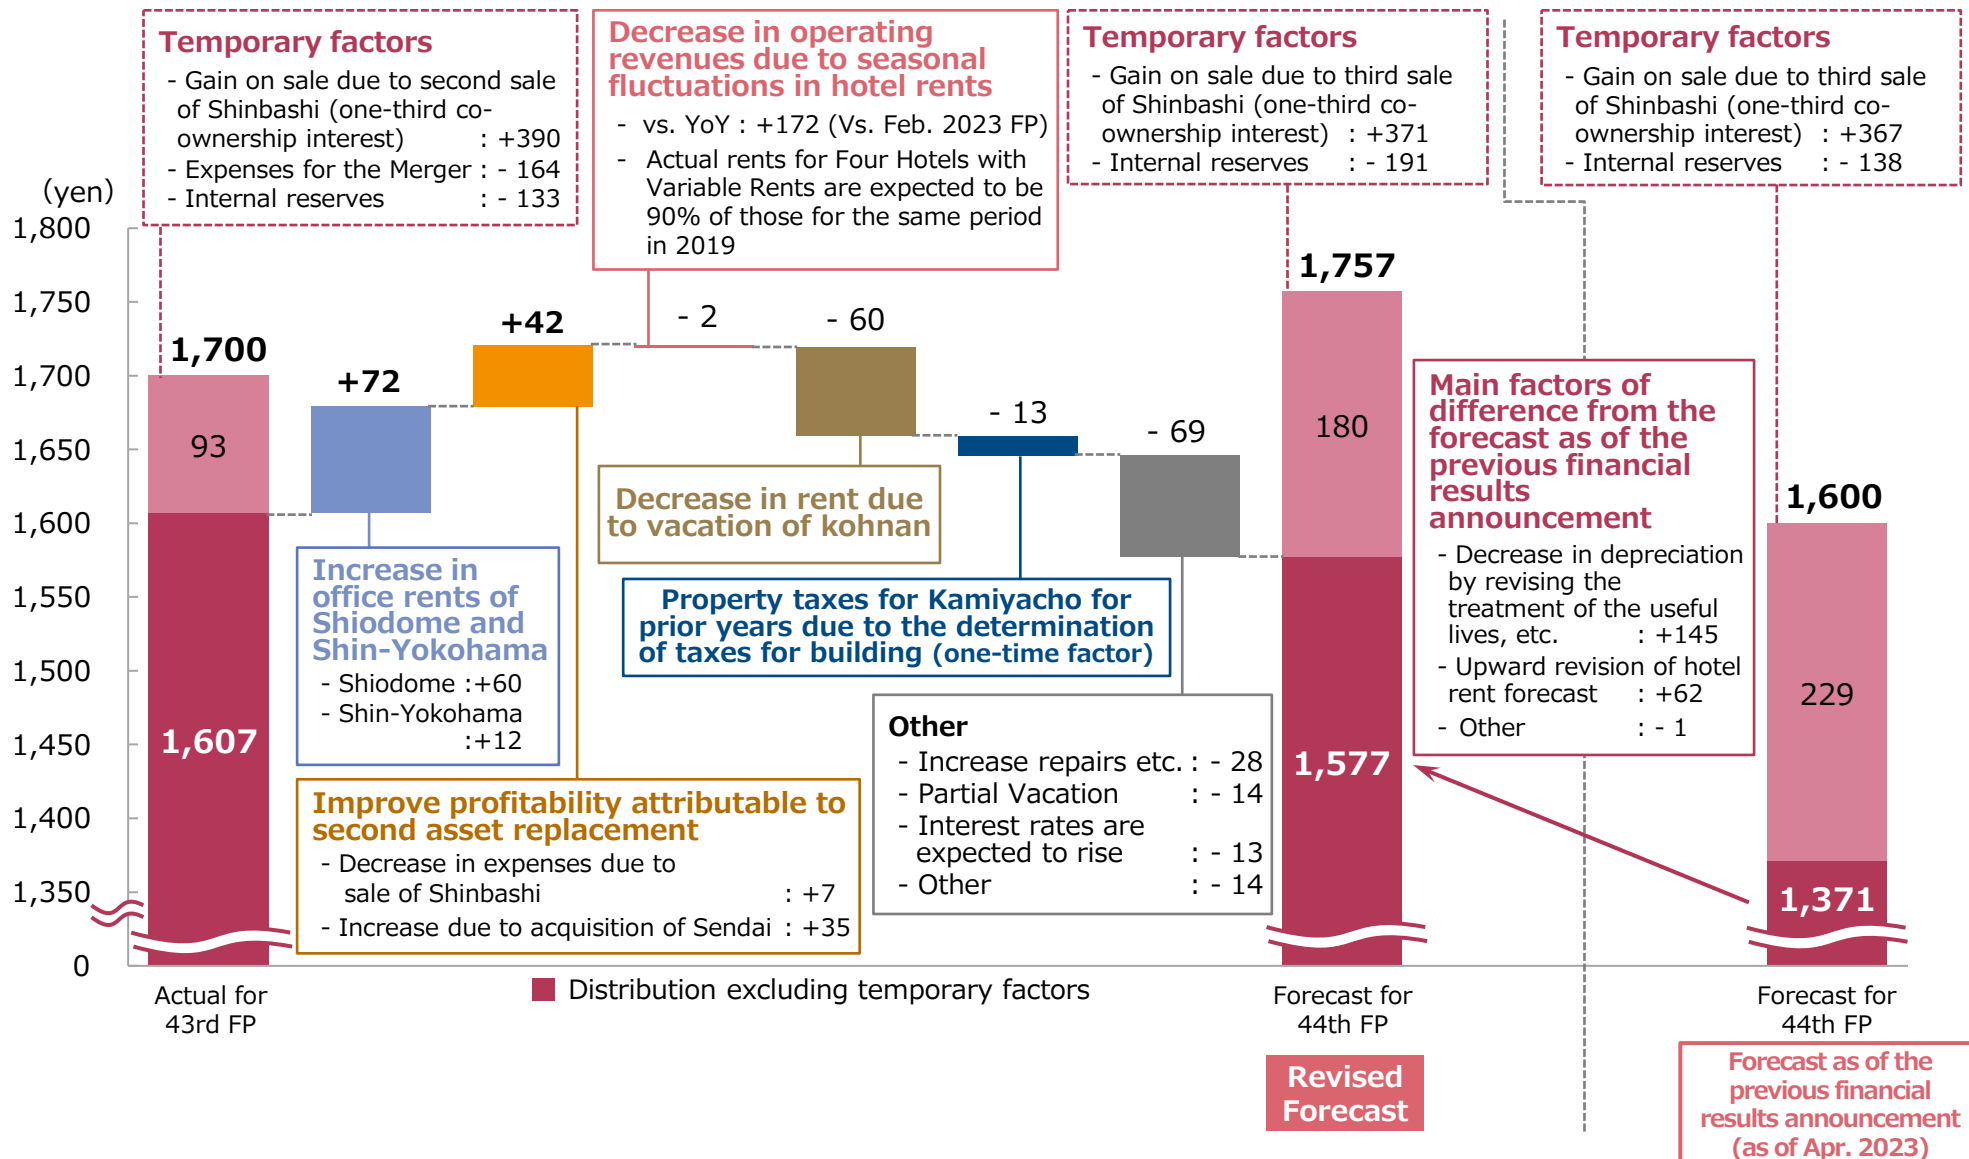 Temporary factors
- Gain on sale due to second sale
of Shinbashi (one-third co-
ownership interest) : +390
- Expenses for the Merger : - 164
- Internal reserves : - 133
Decrease in operating
revenues due to seasonal
fluctuations in hotel rents
- vs. YoY : +172 (Vs. Feb. 2023 FP)
- Actual rents for Four Hotels with
Variable Rents are expected to be
90% of those for the same period
in 2019
Temporary factors
- Gain on sale due to third sale
of Shinbashi (one-third co-
ownership interest) : +371
- Internal reserves : - 191
Temporary factors
- Gain on sale due to third sale
of Shinbashi (one-third co-
ownership interest) : +367
- Internal reserves : - 138
(yen)
1,800
1,750
1,700
1,650
1,600
1,550
1,500
1,450
1,400
1,350
0
1,700
93
1,607
+72
+42
- 2
- 60
- 13
- 69
1,757
180
1,577
1,600
229
1,371
Increase in
office rents of
Shiodome and
Shin-Yokohama
- Shiodome :+60
- Shin-Yokohama
:+12
Improve profitability attributable to
second asset replacement
- Decrease in expenses due to
sale of Shinbashi : +7
- Increase due to acquisition of Sendai : +35
Decrease in rent due
to vacation of kohnan
Property taxes for Kamiyacho for
prior years due to the determination
of taxes for building (one-time factor)
Other
- Increase repairs etc. : - 28
- Partial Vacation : - 14
- Interest rates are
expected to rise : - 13
- Other : - 14
Main factors of
difference from the
forecast as of the
previous financial
results
announcement
- Decrease in depreciation
by revising the
treatment of the useful
lives, etc. : +145
- Upward revision of hotel
rent forecast : +62
- Other : - 1
Actual for
43rd FP
Distribution excluding temporary factors
Forecast for
44th FP
Revised
Forecast
Forecast for
44th FP
Forecast as of the
previous financial
results announcement
(as of Apr. 2023)